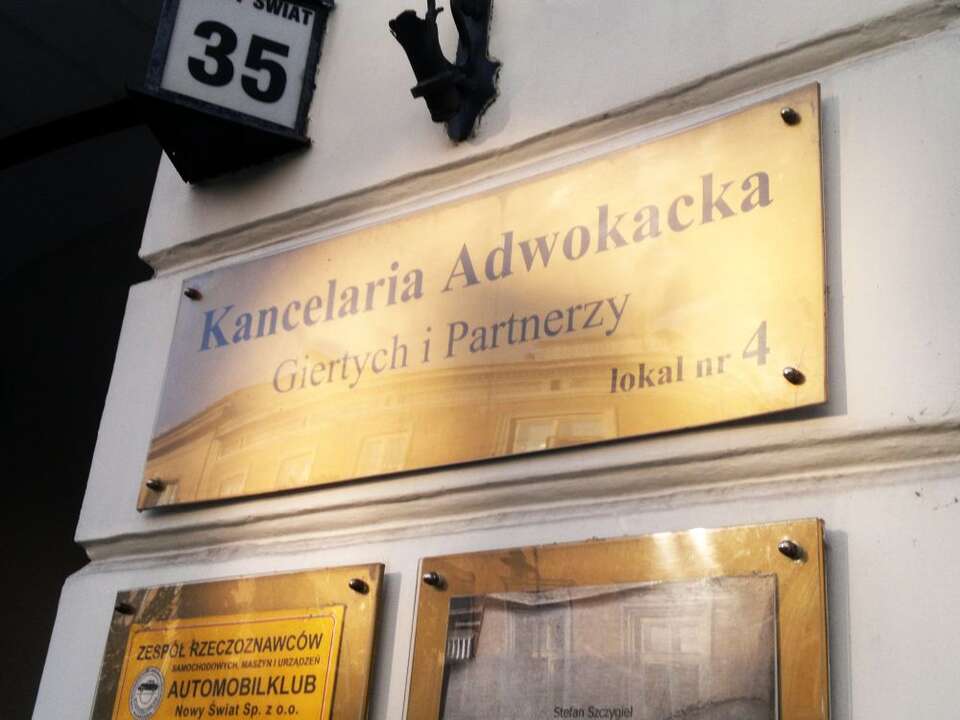 ŚWIAT
35
Kancelaria Adwokacka
Giertych i Partnerzy
lokal nr 4
ZESPÓŁ RZECZOZNAWCÓW
SAMOCHODOWYCH, MASZYN I URZĄDZEŃ
AUTOMOBILKLUB
Nowy Świat Sp. z o.o.
Stefan Szczygieł